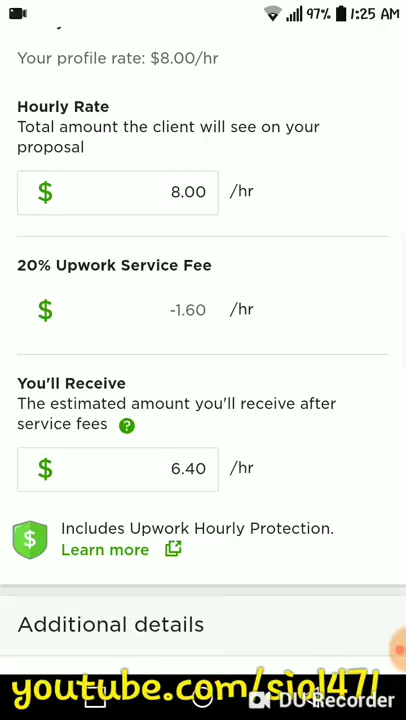 97% 1:25 AM
Your profile rate: $8.00/hr
Hourly Rate
Total amount the client will see on your
proposal
$ 8.00 /hr
20% Upwork Service Fee
$ -1.60 /hr
You'll Receive
The estimated amount you'll receive after
service fees ?
$ 6.40 /hr
$ Includes Upwork Hourly Protection.
Learn more
Additional details
DU Recorder